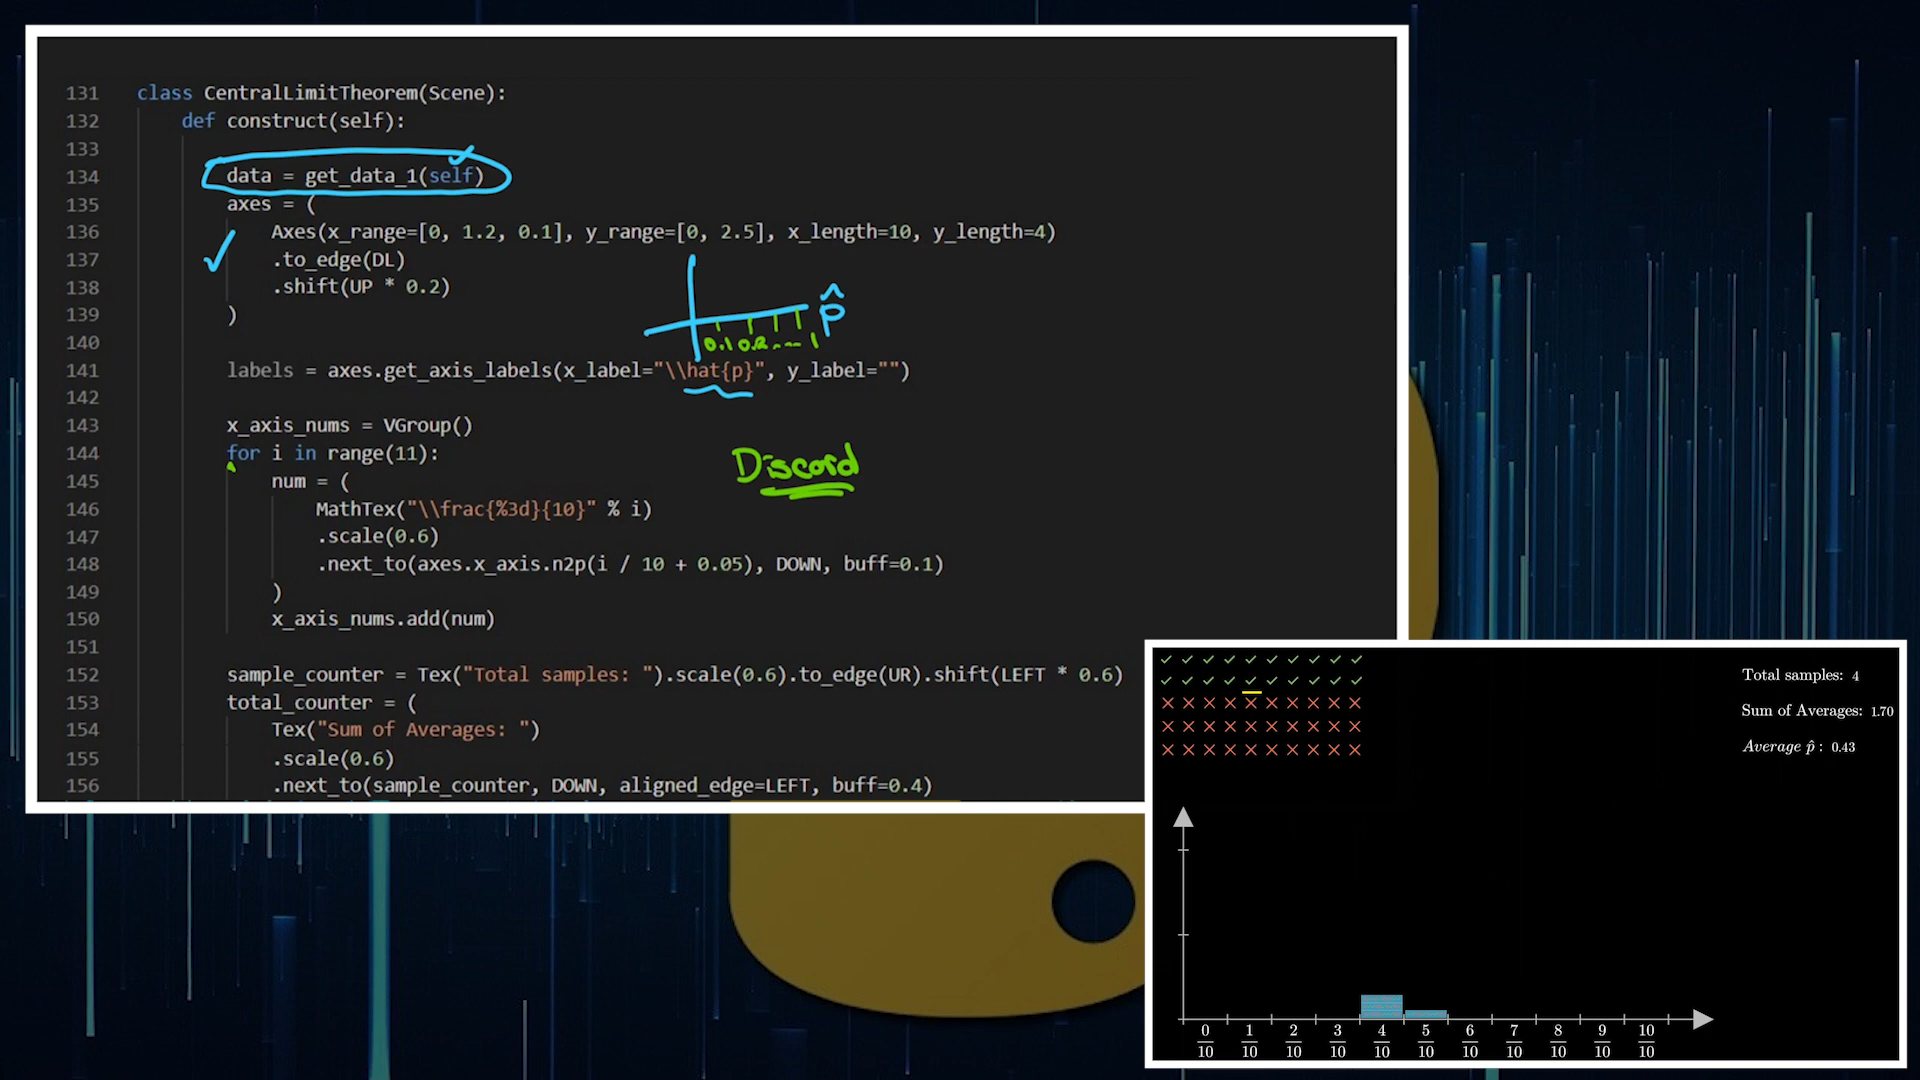 131 class CentralLimitTheorem(Scene):
132 def construct(self):
133
134 data = get_data_1(self)
135 axes = (
136 Axes(x_range=[0, 1.2, 0.1], y_range=[0, 2.5], x_length=10, y_length=4)
137 .to_edge(DL)
138 .shift(UP * 0.2)
p̂
139 )
140
0.1 0.2 ... 1
141 labels = axes.get_axis_labels(x_label="\\hat{p}", y_label="")
142
143 x_axis_nums = VGroup()
144 for i in range(11):
Discord
145 num = (
146 MathTex("\\frac{%3d}{10}" % i)
147 .scale(0.6)
148 .next_to(axes.x_axis.n2p(i / 10 + 0.05), DOWN, buff=0.1)
149 )
150 x_axis_nums.add(num)
151
152 sample_counter = Tex("Total samples: ").scale(0.6).to_edge(UR).shift(LEFT * 0.6)
153 total_counter = (
154 Tex("Sum of Averages: ")
155 .scale(0.6)
156 .next_to(sample_counter, DOWN, aligned_edge=LEFT, buff=0.4)
Total samples: 4
Sum of Averages: 1.70
Average p̂ : 0.43
0 1 2 3 4 5 6 7 8 9 10
10 10 10 10 10 10 10 10 10 10 10